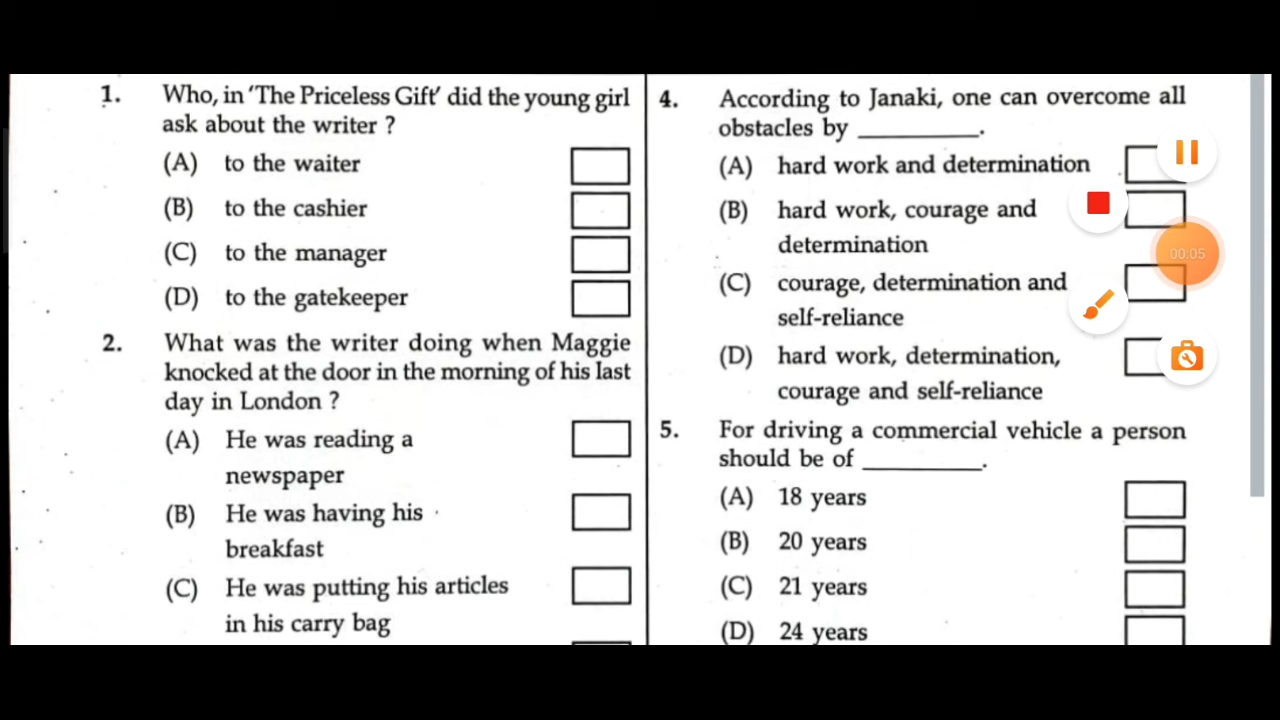 1. Who, in 'The Priceless Gift' did the young girl
ask about the writer ?
(A) to the waiter
(B) to the cashier
(C) to the manager
(D) to the gatekeeper
2. What was the writer doing when Maggie
knocked at the door in the morning of his last
day in London ?
(A) He was reading a
newspaper
(B) He was having his
breakfast
(C) He was putting his articles
in his carry bag
4. According to Janaki, one can overcome all
obstacles by __________.
(A) hard work and determination
(B) hard work, courage and
determination
(C) courage, determination and
self-reliance
(D) hard work, determination,
courage and self-reliance
5. For driving a commercial vehicle a person
should be of __________.
(A) 18 years
(B) 20 years
(C) 21 years
(D) 24 years
00:05